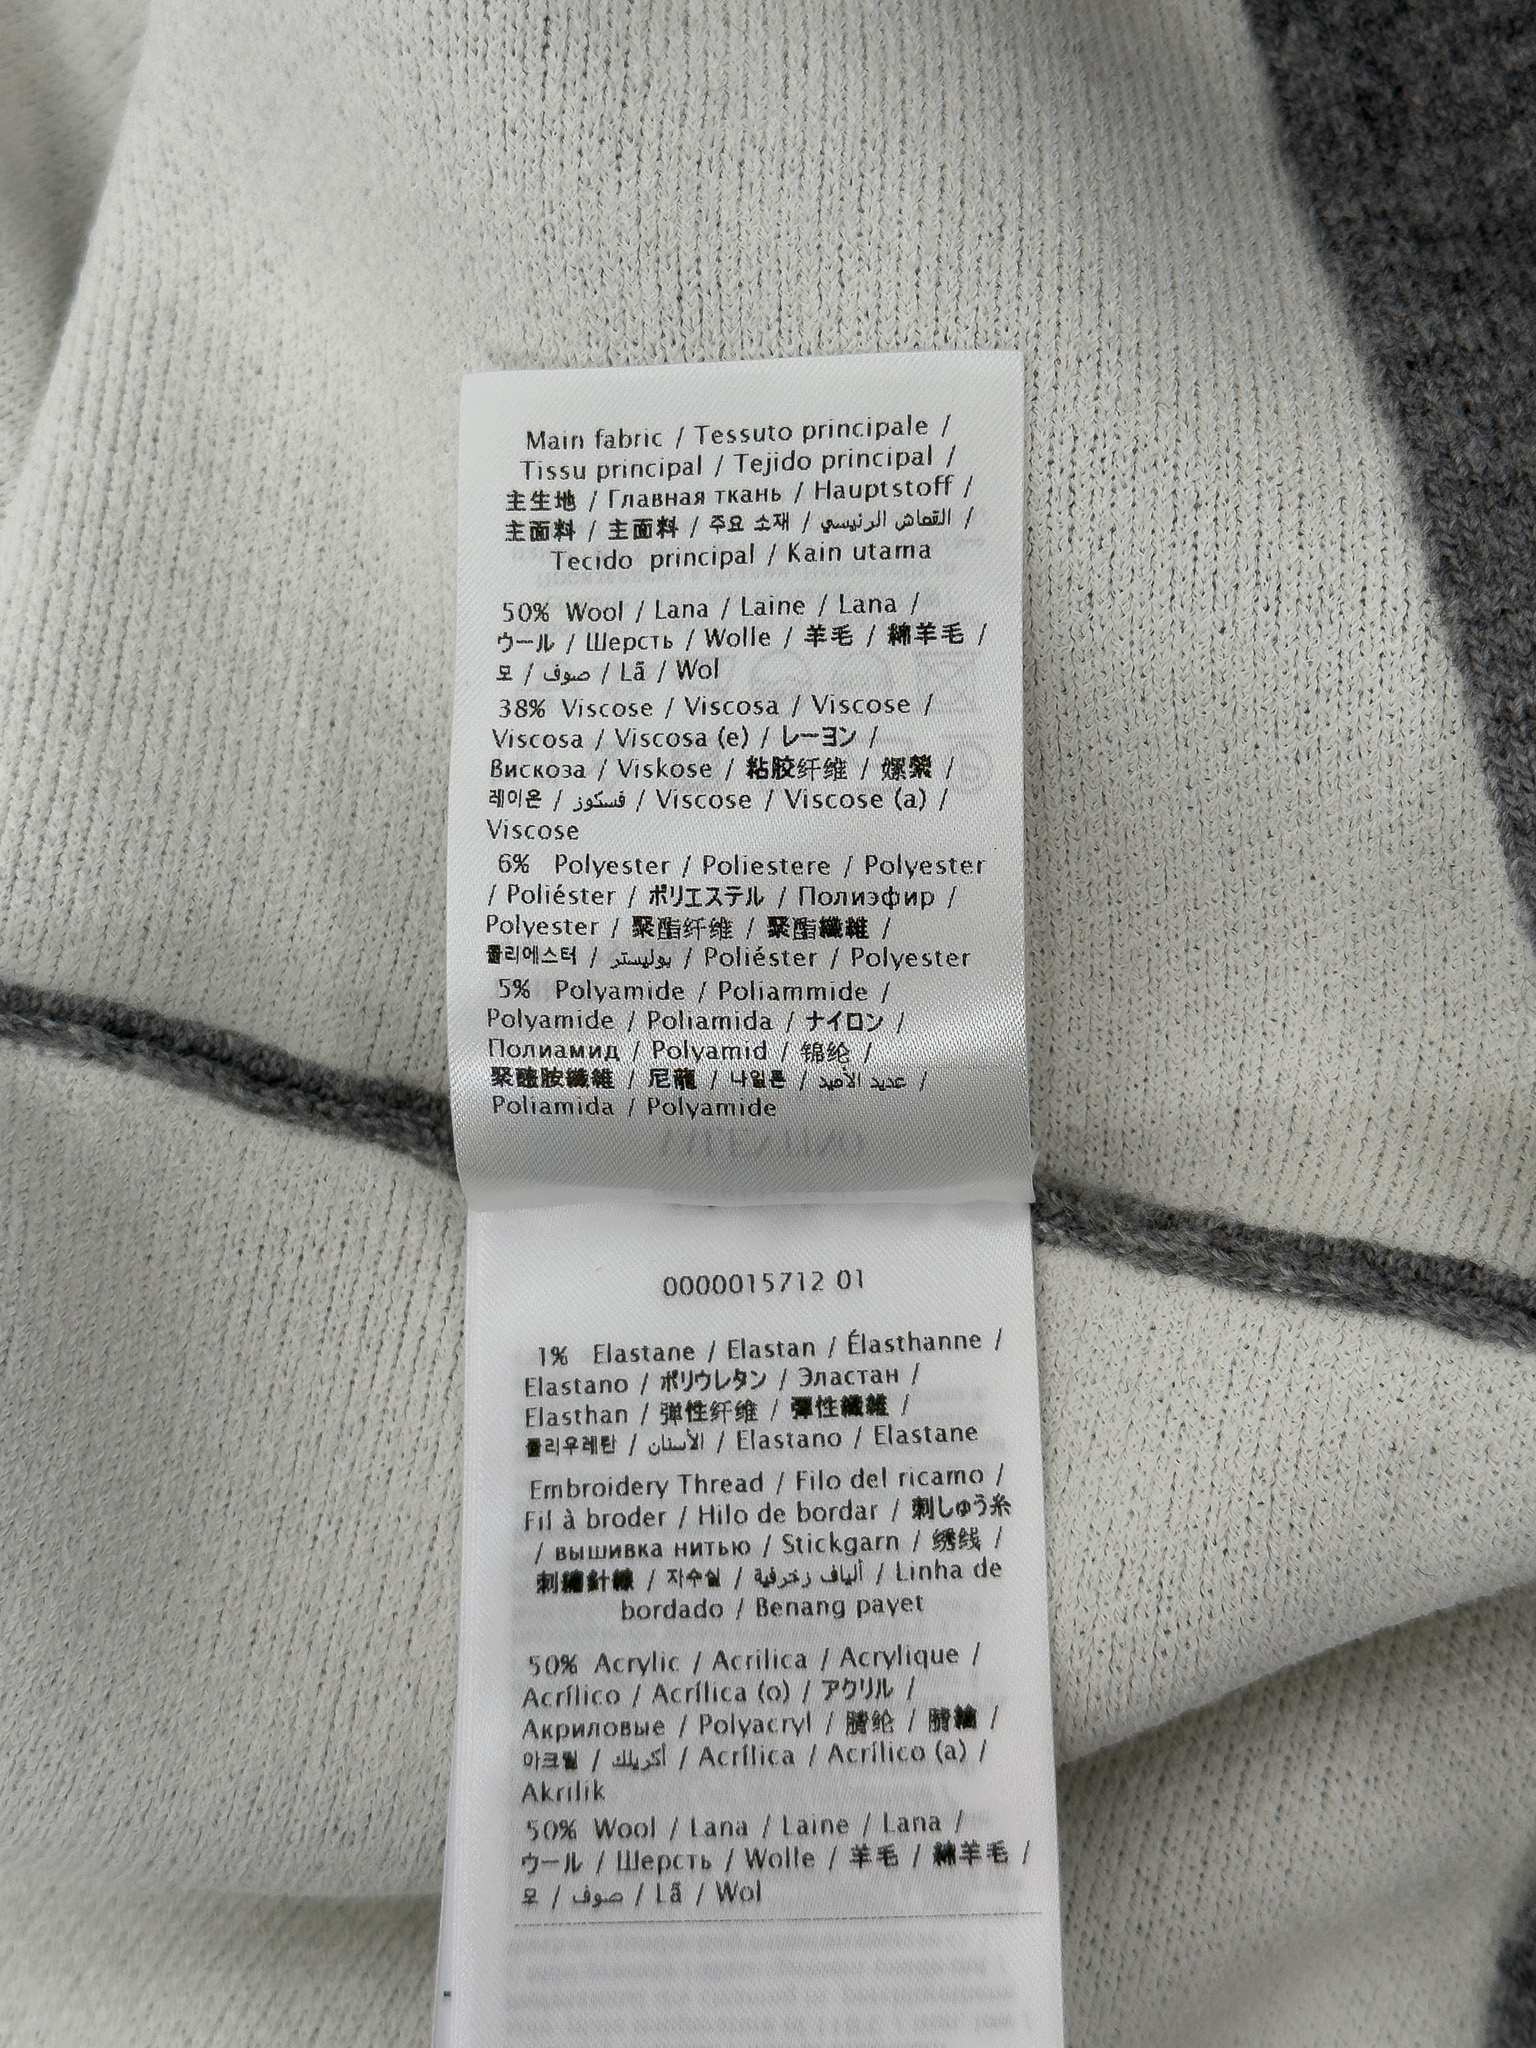 Main fabric / Tessuto principale /
Tissu principal / Tejido principal /
主生地 / Главная ткань / Hauptstoff /
主面料 / 主面料 / 주요 소재 / القماش الرئيسي /
Tecido principal / Kain utama
50% Wool / Lana / Laine / Lana /
ウール / Шерсть / Wolle / 羊毛 / 綿羊毛 /
모 / صوف / Lã / Wol
38% Viscose / Viscosa / Viscose /
Viscosa / Viscosa (e) / レーヨン /
Вискоза / Viskose / 粘胶纤维 / 嫘縈 /
레이온 / فسكوز / Viscose / Viscose (a) /
Viscose
6% Polyester / Poliestere / Polyester
/ Poliéster / ポリエステル / Полиэфир /
Polyester / 聚酯纤维 / 聚酯纖維 /
폴리에스터 / بوليستر / Poliéster / Polyester
5% Polyamide / Poliammide /
Polyamide / Poliamida / ナイロン /
Полиамид / Polyamid / 锦纶 /
聚醯胺纖維 / 尼龍 / 나일론 / عديد الأميد /
Poliamida / Polyamide
0000015712 01
1% Elastane / Elastan / Élasthanne /
Elastano / ポリウレタン / Эластан /
Elasthan / 弹性纤维 / 彈性纖維 /
폴리우레탄 / الأستان / Elastano / Elastane
Embroidery Thread / Filo del ricamo /
Fil à broder / Hilo de bordar / 刺しゅう糸
/ вышивка нитью / Stickgarn / 绣线 /
刺繡針線 / 자수실 / ألياف زخرفية / Linha de
bordado / Benang payet
50% Acrylic / Acrilica / Acrylique /
Acrílico / Acrílica (o) / アクリル /
Акриловые / Polyacryl / 腈纶 / 腈綸 /
아크릴 / أكريلك / Acrílica / Acrílico (a) /
Akrilik
50% Wool / Lana / Laine / Lana /
ウール / Шерсть / Wolle / 羊毛 / 綿羊毛 /
모 / صوف / Lã / Wol